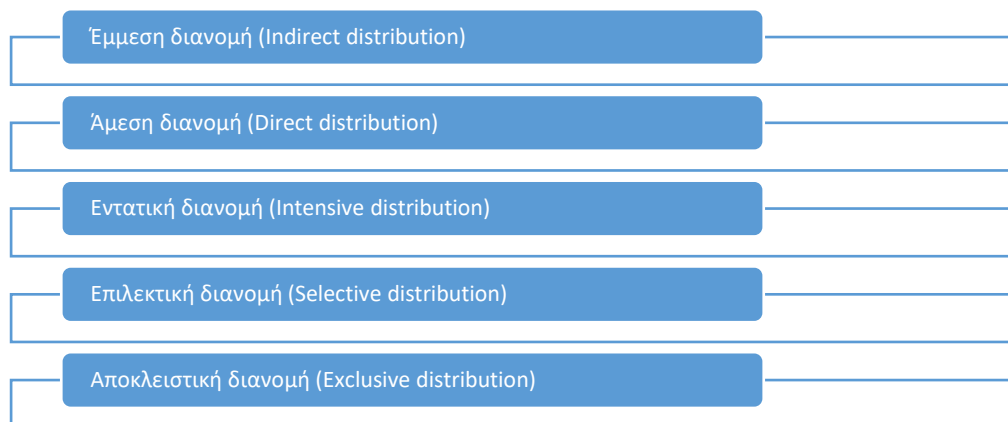 Έμμεση διανομή (Indirect distribution)
Άμεση διανομή (Direct distribution)
Εντατική διανομή (Intensive distribution)
Επιλεκτική διανομή (Selective distribution)
Αποκλειστική διανομή (Exclusive distribution)